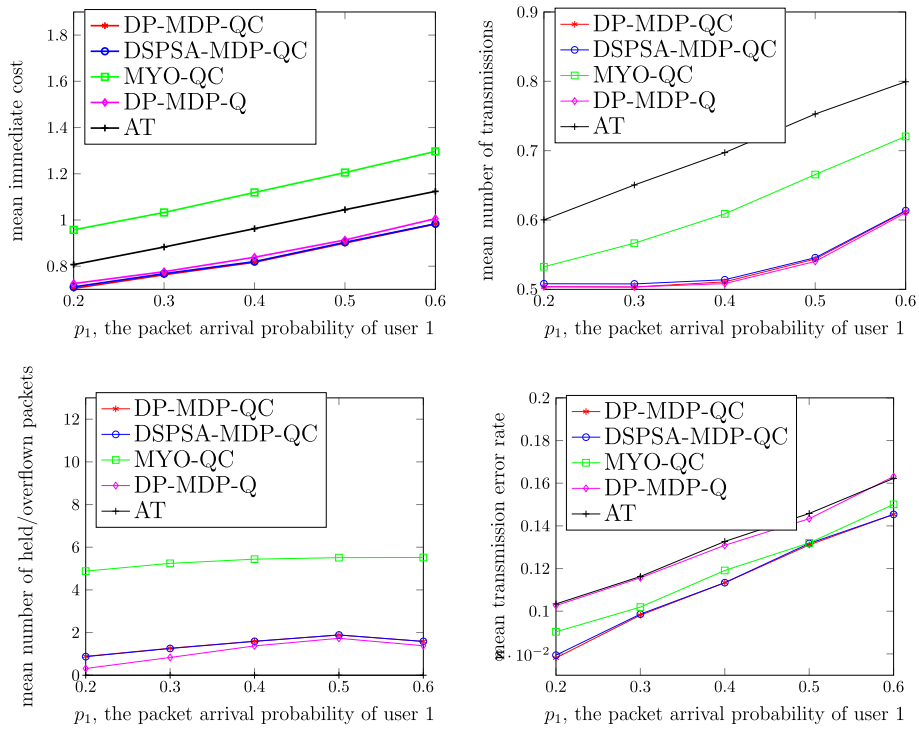 mean immediate cost
1.8
1.6
1.4
1.2
1
0.8
DP-MDP-QC
DSPSA-MDP-QC
MYO-QC
DP-MDP-Q
AT
0.2 0.3 0.4 0.5 0.6
p₁, the packet arrival probability of user 1
mean number of transmissions
0.9
0.8
0.7
0.6
0.5
DP-MDP-QC
DSPSA-MDP-QC
MYO-QC
DP-MDP-Q
AT
0.2 0.3 0.4 0.5 0.6
p₁, the packet arrival probability of user 1
mean number of held/overflown packets
12
10
8
6
4
2
0
DP-MDP-QC
DSPSA-MDP-QC
MYO-QC
DP-MDP-Q
AT
0.2 0.3 0.4 0.5 0.6
p₁, the packet arrival probability of user 1
mean transmission error rate
0.2
0.18
0.16
0.14
0.12
0.1
· 10⁻²
DP-MDP-QC
DSPSA-MDP-QC
MYO-QC
DP-MDP-Q
AT
0.2 0.3 0.4 0.5 0.6
p₁, the packet arrival probability of user 1